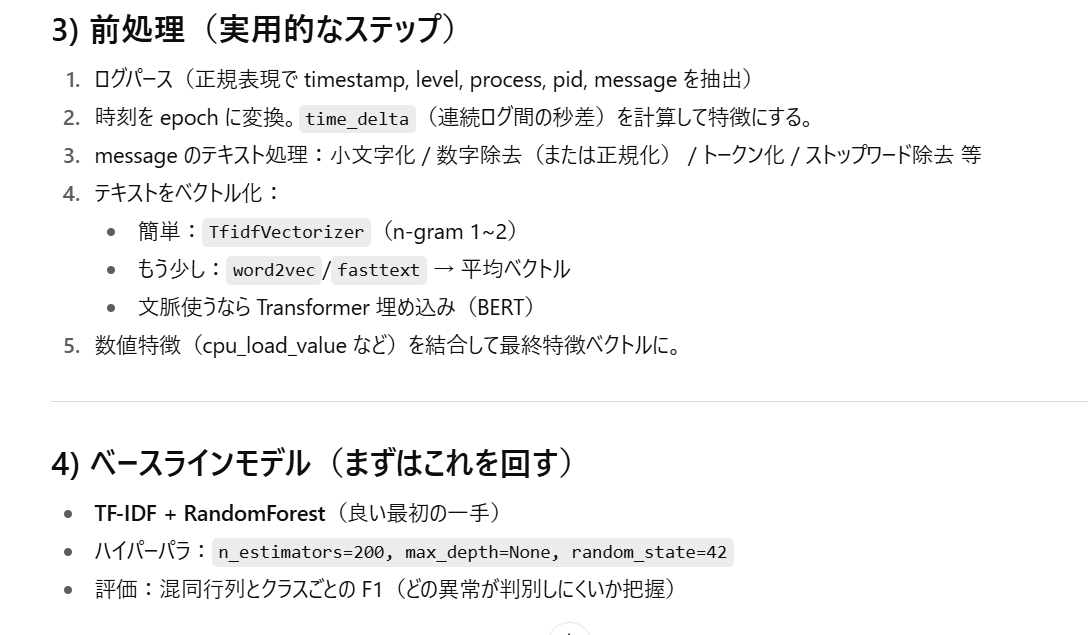 3) 前処理（実用的なステップ）
1. ログパース（正規表現で timestamp, level, process, pid, message を抽出）
2. 時刻を epoch に変換。time_delta（連続ログ間の秒差）を計算して特徴にする。
3. message のテキスト処理：小文字化 / 数字除去（または正規化） / トークン化 / ストップワード除去 等
4. テキストをベクトル化：
• 簡単：TfidfVectorizer（n-gram 1~2）
• もう少し：word2vec/fasttext → 平均ベクトル
• 文脈使うなら Transformer 埋め込み（BERT）
5. 数値特徴（cpu_load_value など）を結合して最終特徴ベクトルに。
4) ベースラインモデル（まずはこれを回す）
• TF-IDF + RandomForest（良い最初の一手）
• ハイパーパラ：n_estimators=200, max_depth=None, random_state=42
• 評価：混同行列とクラスごとの F1（どの異常が判別しにくいか把握）